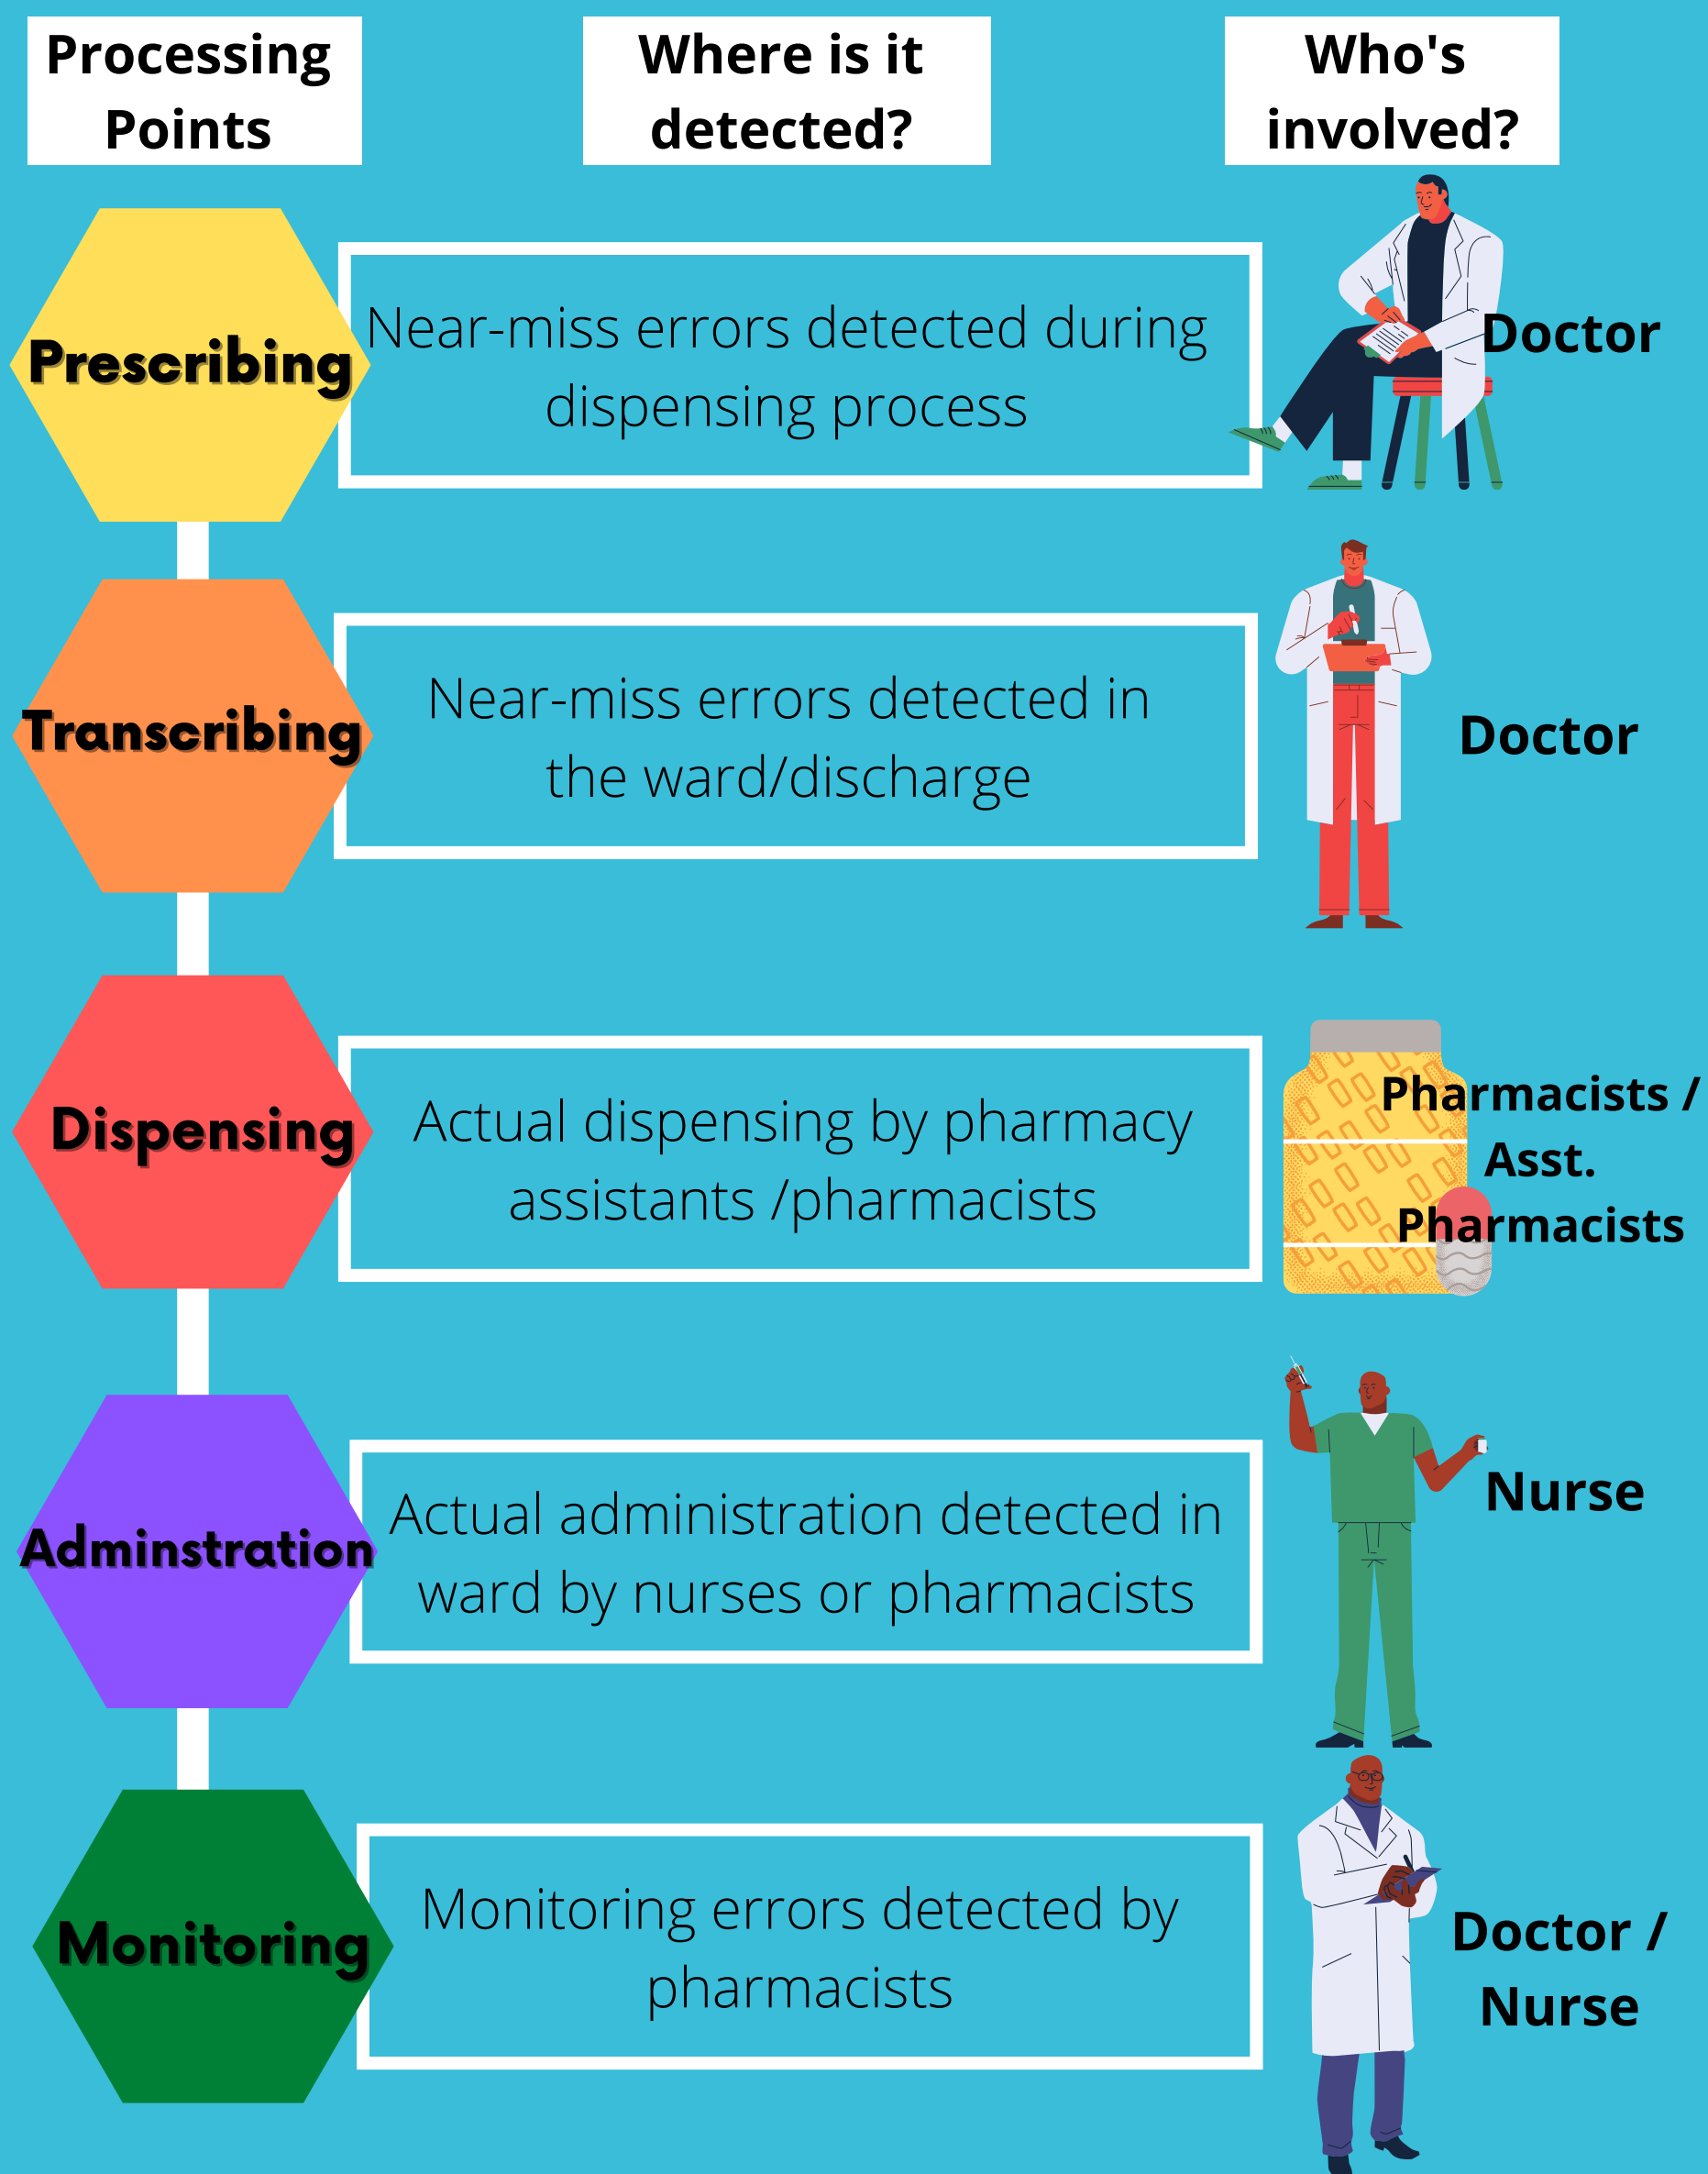 Processing
Points
Where is it
detected?
Who's
involved?
Prescribing
Near-miss errors detected during
dispensing process
Doctor
Transcribing
Near-miss errors detected in
the ward/discharge
Doctor
Dispensing
Actual dispensing by pharmacy
assistants /pharmacists
Pharmacists /
Asst.
Pharmacists
Adminstration
Actual administration detected in
ward by nurses or pharmacists
Nurse
Monitoring
Monitoring errors detected by
pharmacists
Doctor /
Nurse